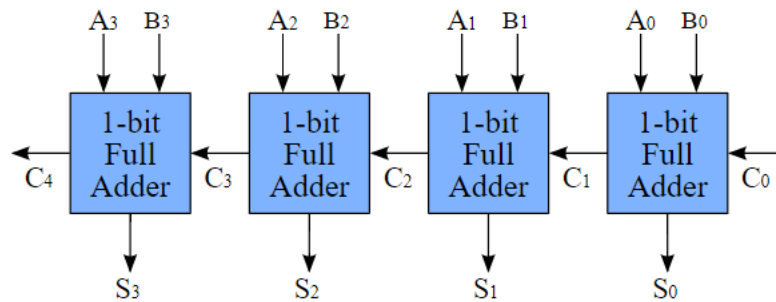 A3 B3 A2 B2 A1 B1 A0 B0
1-bit Full Adder
1-bit Full Adder
1-bit Full Adder
1-bit Full Adder
C4 C3 C2 C1 C0
S3 S2 S1 S0